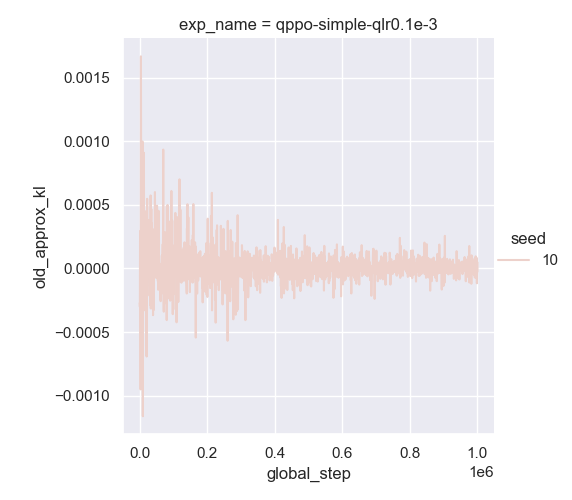 exp_name = qppo-simple-qlr0.1e-3
0.0015
0.0010
0.0005
0.0000
−0.0005
−0.0010
old_approx_kl
0.0
0.2
0.4
0.6
0.8
1.0
1e6
global_step
seed
10